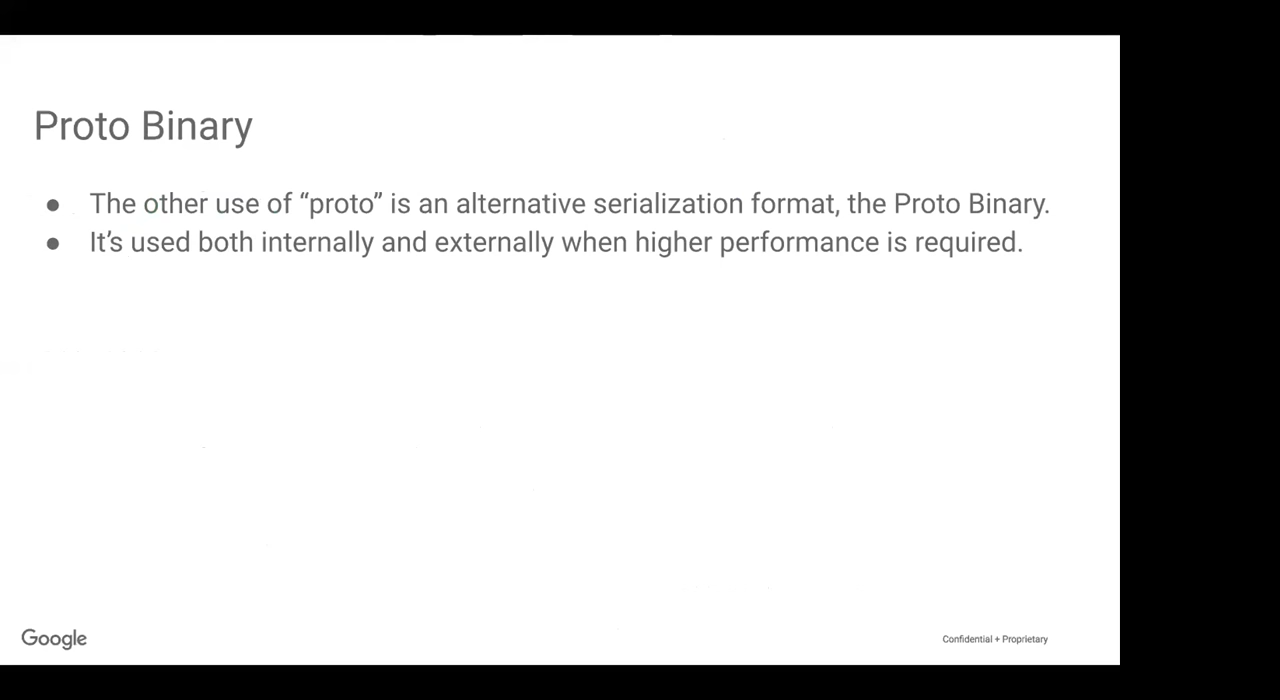 Proto Binary
● The other use of “proto” is an alternative serialization format, the Proto Binary.
● It’s used both internally and externally when higher performance is required.
Google
Confidential + Proprietary